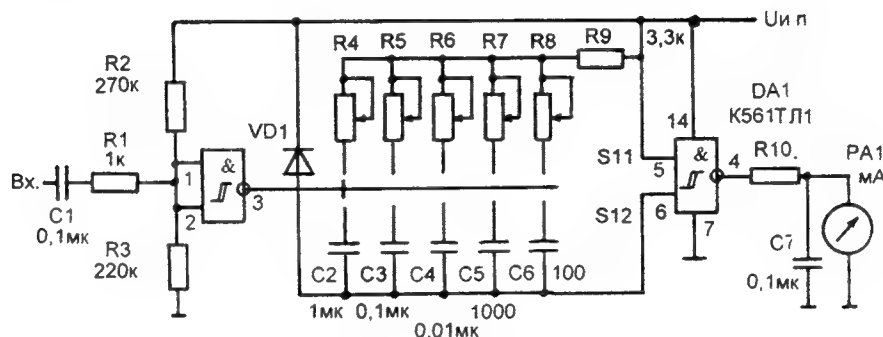 Uи.п
R4 R5 R6 R7 R8 R9
3,3к
R2
270к
DA1
К561ТЛ1
VD1
14
R1
1к
&
S11
5
&
4
R10.
PA1
мА
Вх.
1
3
C1
0,1мк
2
S12
6
7
R3
220к
C7
0,1мк
C2 C3 C4 C5 C6 100
1мк 0,1мк 1000
0,01мк